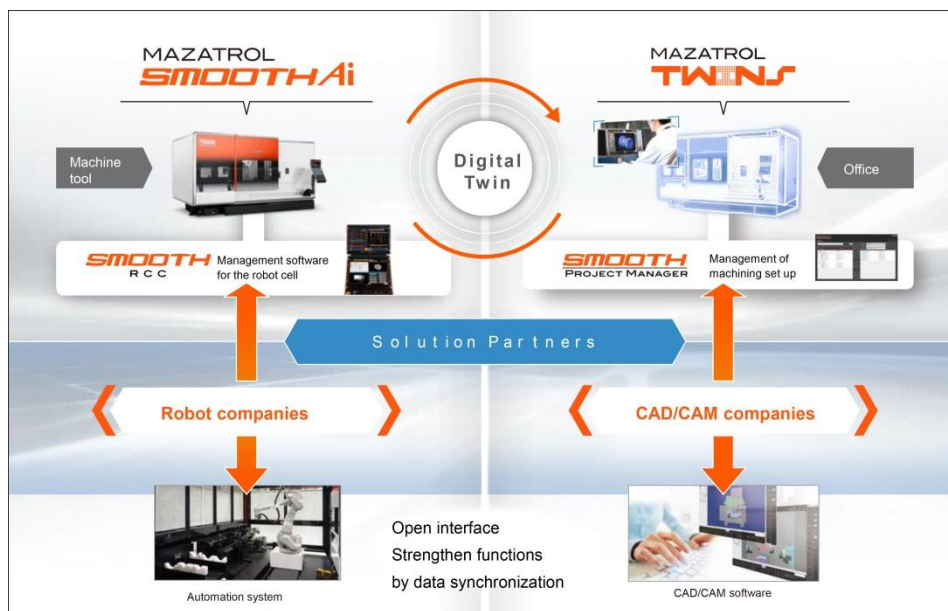 MAZATROL
SMOOTH Ai
MAZATROL
TWINS
Machine
tool
Digital
Twin
Office
SMOOTH
RCC
Management software
for the robot cell
SMOOTH
PROJECT MANAGER
Management of
machining set up
Solution Partners
Robot companies
CAD/CAM companies
Open interface
Strengthen functions
by data synchronization
Automation system
CAD/CAM software